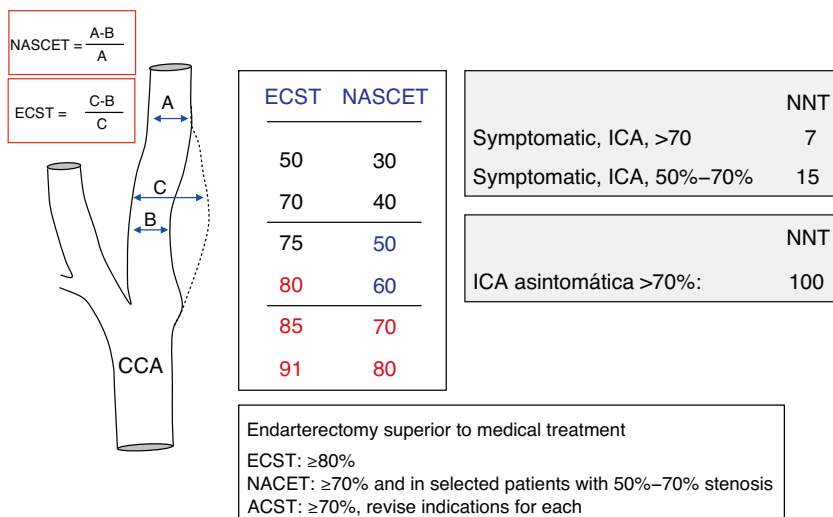 NASCET = A-B
A
ECST = C-B
C
A
C
B
CCA
ECST NASCET
50 30
70 40
75 50
80 60
85 70
91 80
NNT
Symptomatic, ICA, >70 7
Symptomatic, ICA, 50%–70% 15
NNT
ICA asintomática >70%: 100
Endarterectomy superior to medical treatment
ECST: ≥80%
NACET: ≥70% and in selected patients with 50%–70% stenosis
ACST: ≥70%, revise indications for each